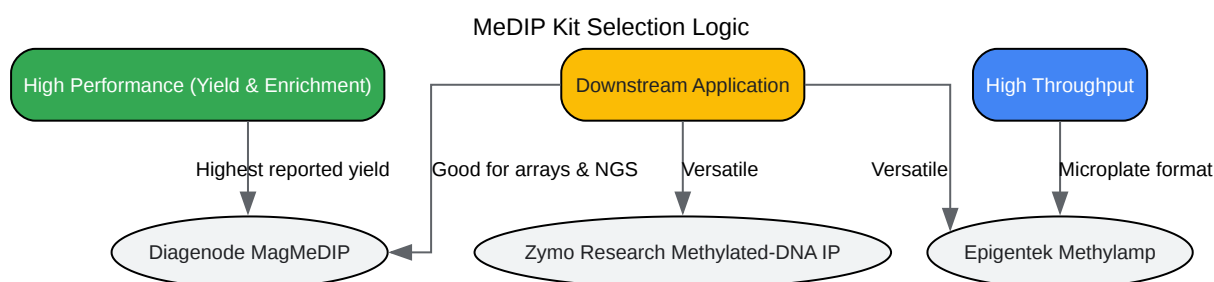 MeDIP Kit Selection Logic
High Performance (Yield & Enrichment)
Downstream Application
High Throughput
Highest reported yield
Good for arrays & NGS
Versatile
Versatile
Microplate format
Diagenode MagMeDIP
Zymo Research Methylated-DNA IP
Epigentek Methylamp